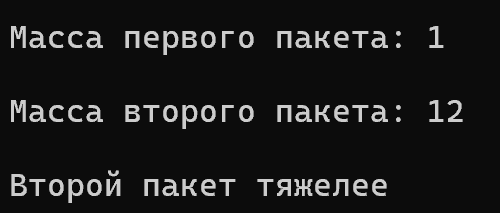 Масса первого пакета: 1
Масса второго пакета: 12
Второй пакет тяжелее